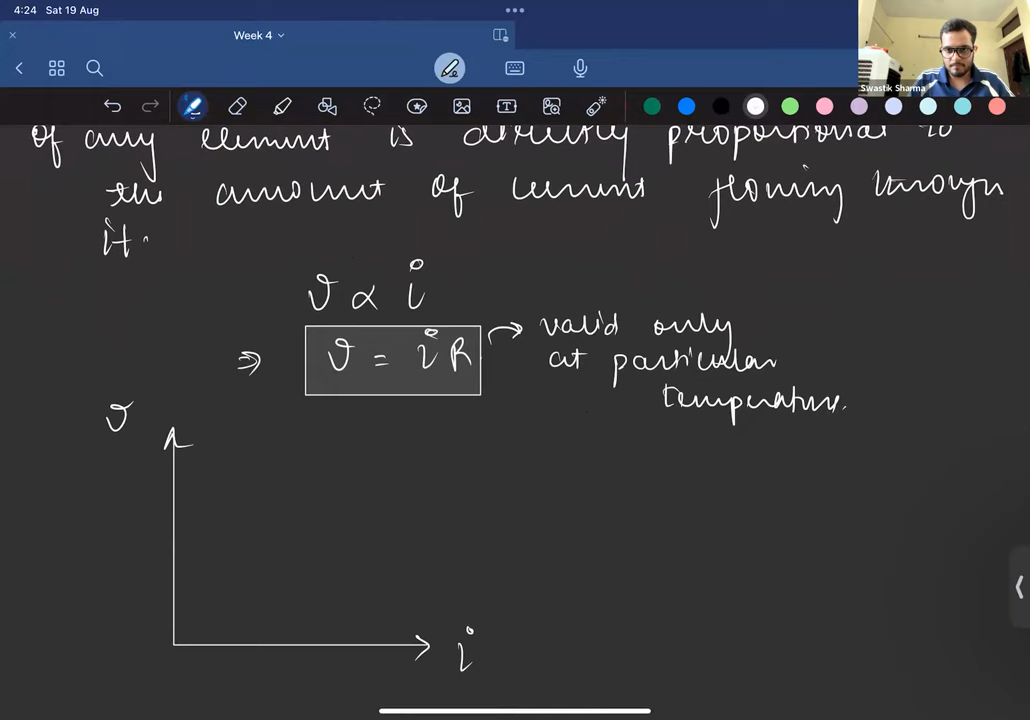 4:24 Sat 19 Aug
Week 4
Swastik Sharma
of any element is directly proportional to
the amount of current flowing through
it.
v ∝ i
⇒ v = iR → valid only
at particular
temperature.
v
i